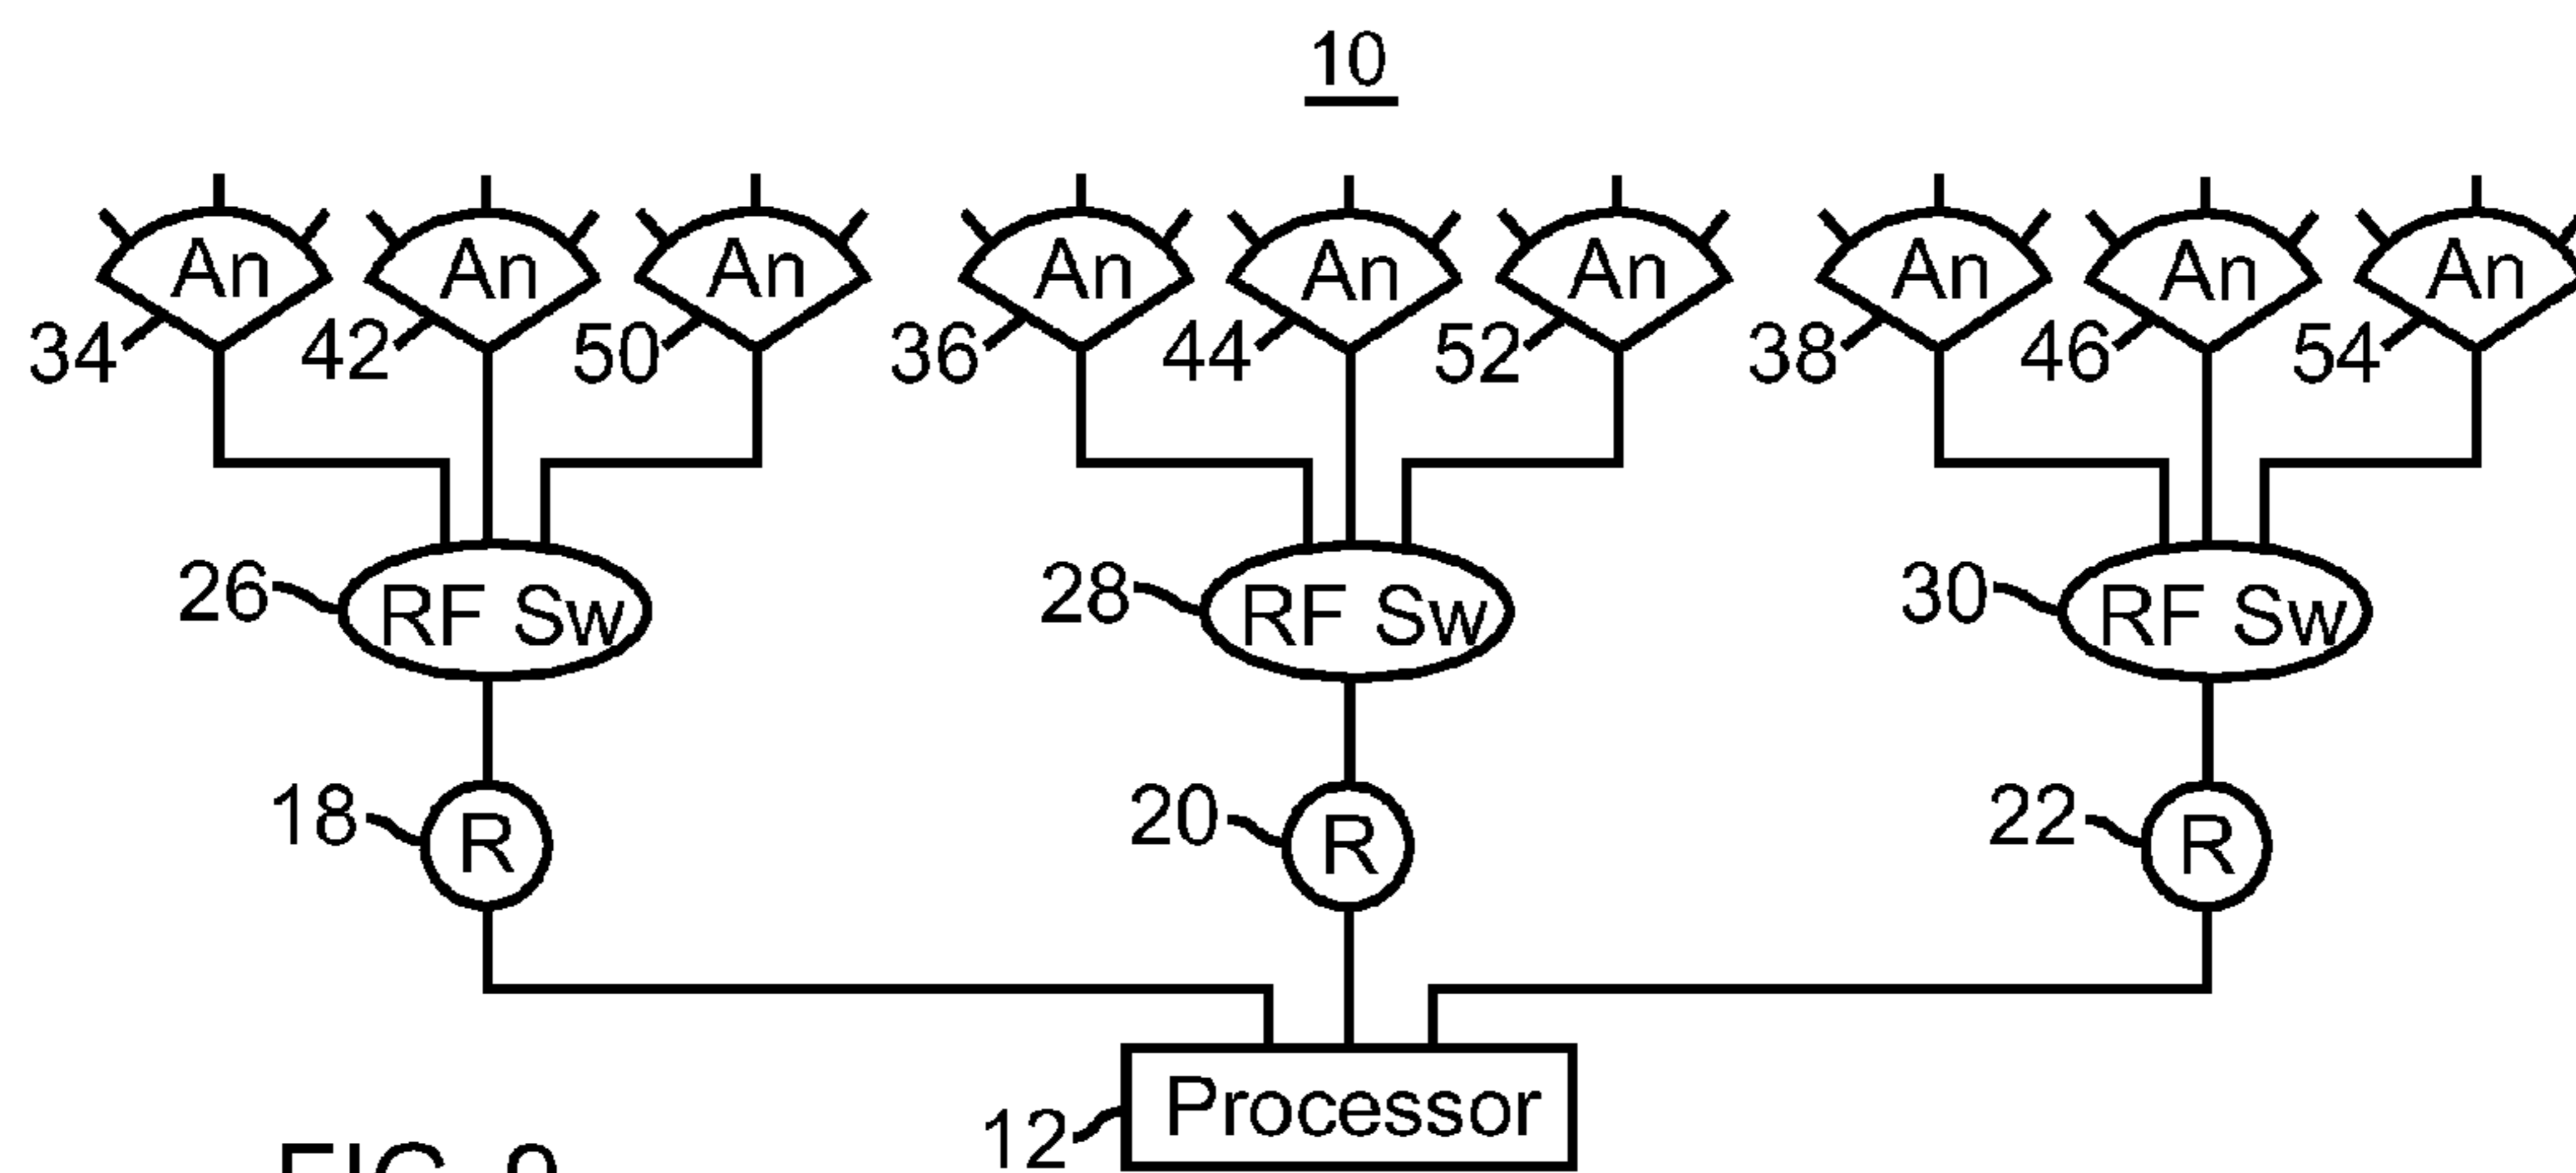 10
An An An An An An An An An
34 42 50 36 44 52 38 46 54
26 RF Sw 28 RF Sw 30 RF Sw
18 R 20 R 22 R
12 Processor
FIG.